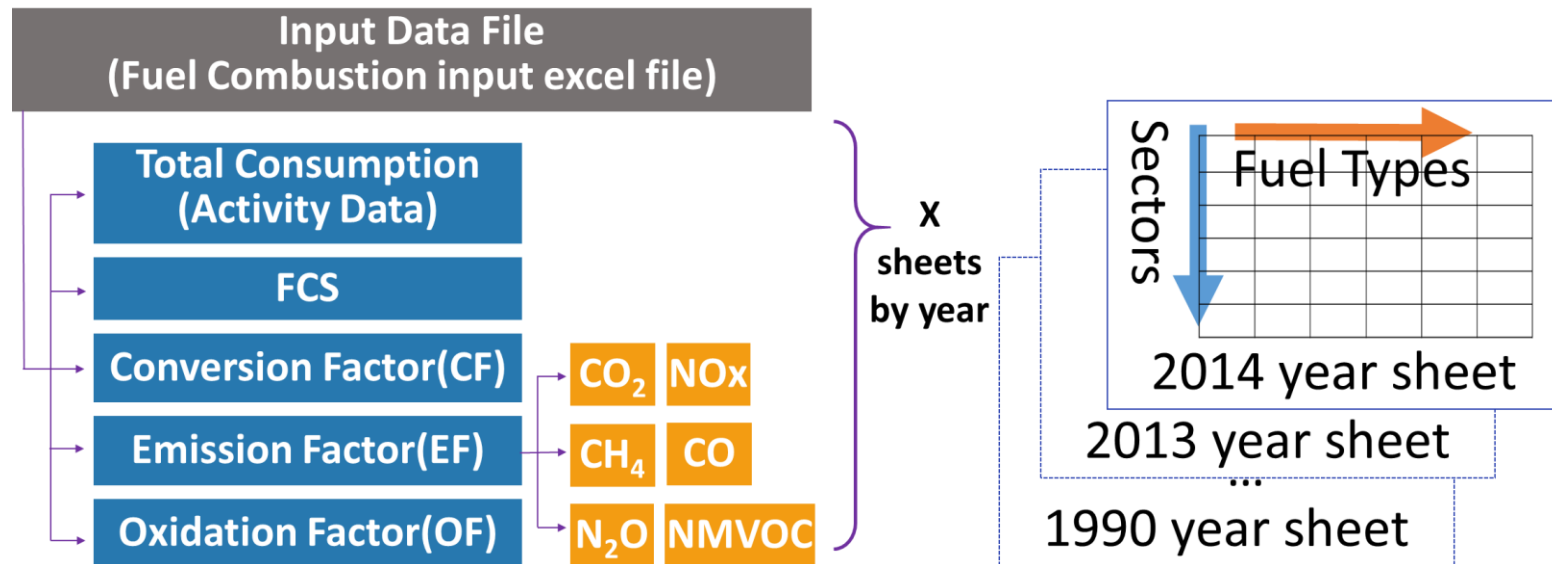 Input Data File
(Fuel Combustion input excel file)
Total Consumption
(Activity Data)
FCS
Conversion Factor(CF)
Emission Factor(EF)
Oxidation Factor(OF)
CO₂ NOx
CH₄ CO
N₂O NMVOC
X
sheets
by year
Sectors
Fuel Types
2014 year sheet
2013 year sheet
...
1990 year sheet